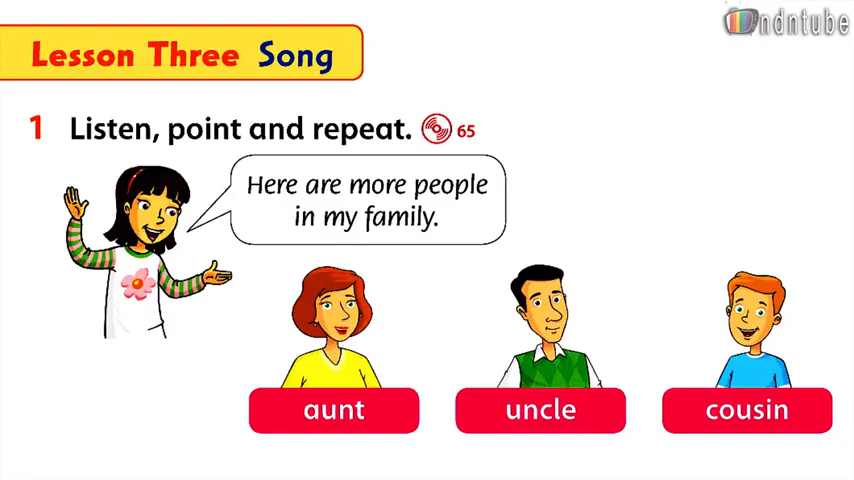 ndntube
Lesson Three Song
1 Listen, point and repeat. 65
Here are more people
in my family.
aunt
uncle
cousin